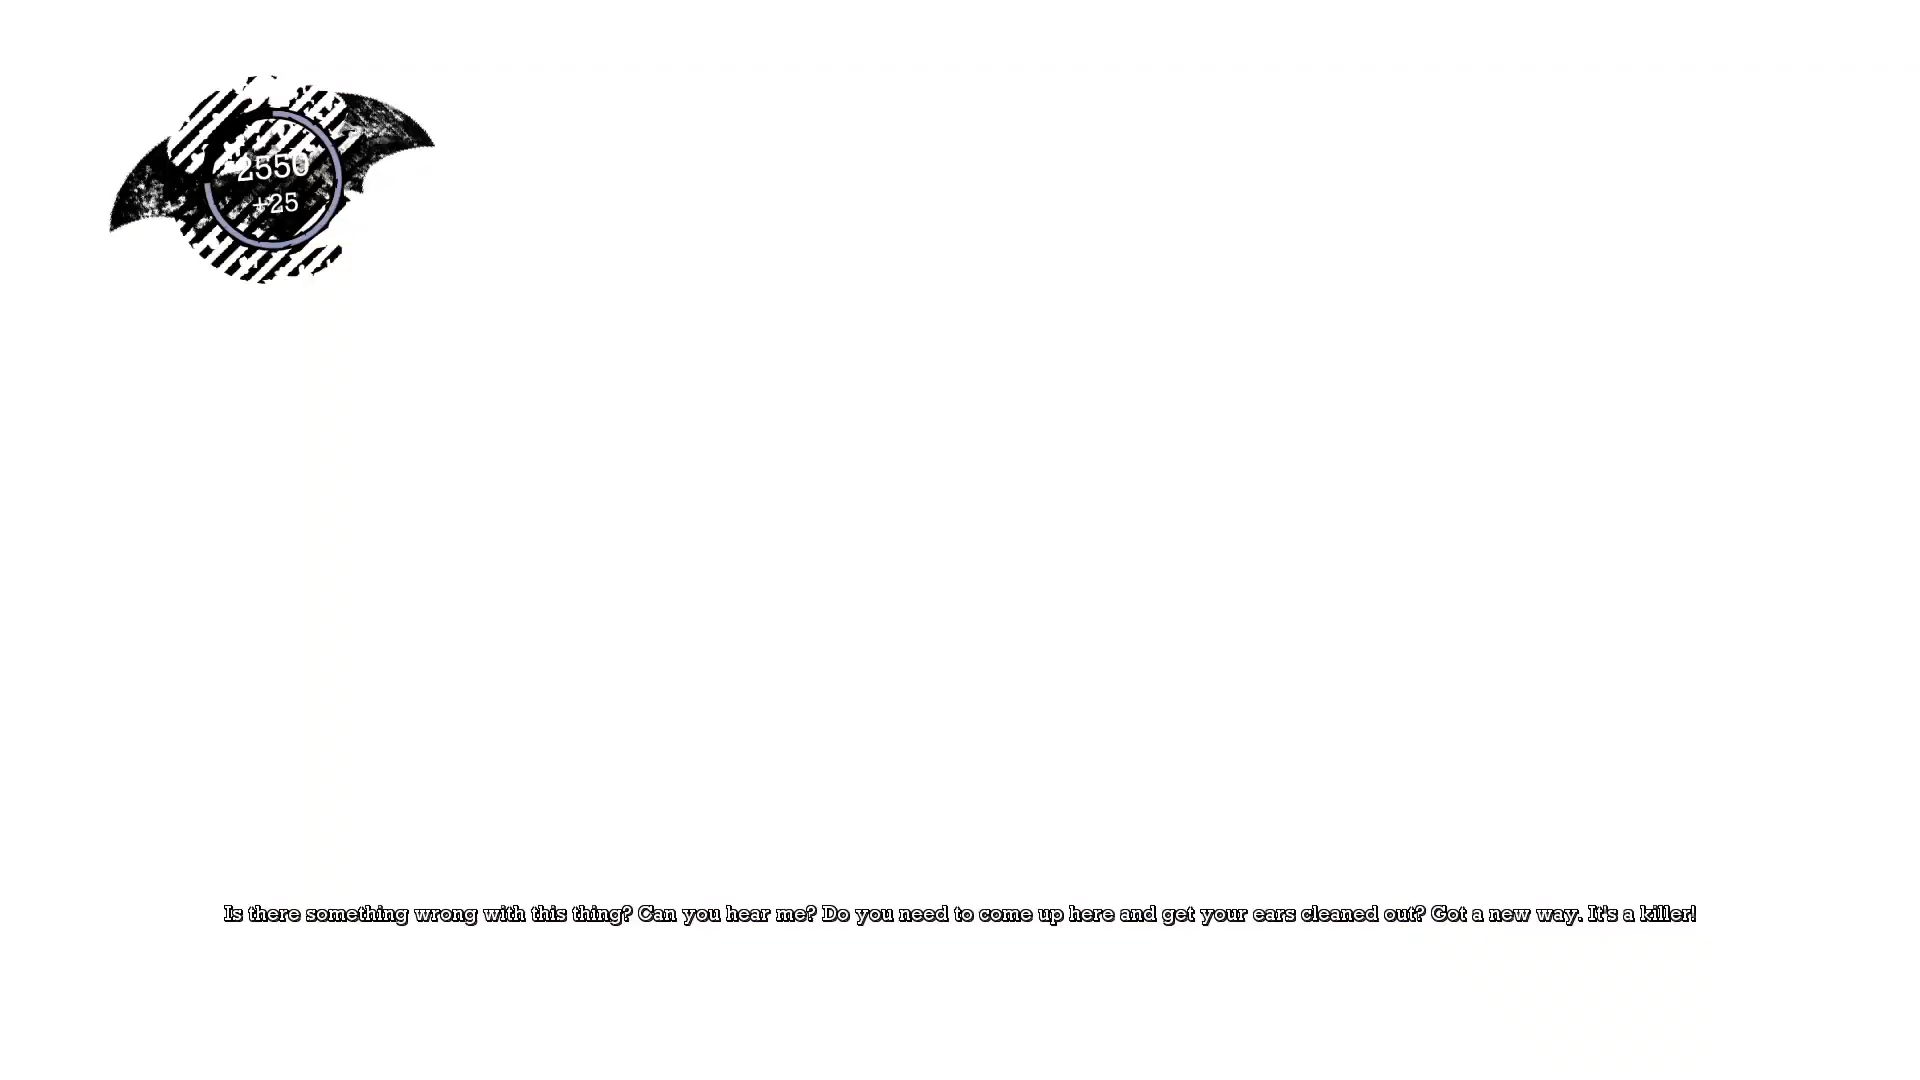 2550
+25
Is there something wrong with this thing? Can you hear me? Do you need to come up here and get your ears cleaned out? Got a new way. It's a killer!